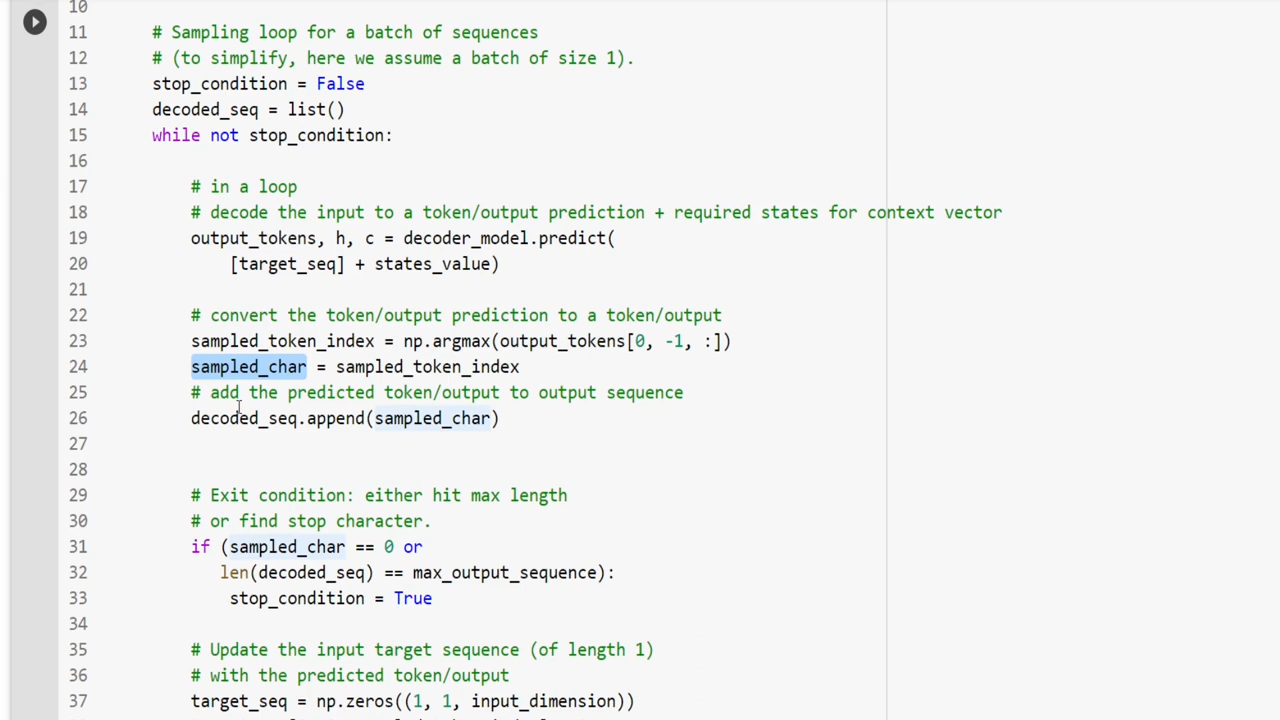 10
11 # Sampling loop for a batch of sequences
12 # (to simplify, here we assume a batch of size 1).
13 stop_condition = False
14 decoded_seq = list()
15 while not stop_condition:
16
17 # in a loop
18 # decode the input to a token/output prediction + required states for context vector
19 output_tokens, h, c = decoder_model.predict(
20 [target_seq] + states_value)
21
22 # convert the token/output prediction to a token/output
23 sampled_token_index = np.argmax(output_tokens[0, -1, :])
24 sampled_char = sampled_token_index
25 # add the predicted token/output to output sequence
26 decoded_seq.append(sampled_char)
27
28
29 # Exit condition: either hit max length
30 # or find stop character.
31 if (sampled_char == 0 or
32 len(decoded_seq) == max_output_sequence):
33 stop_condition = True
34
35 # Update the input target sequence (of length 1)
36 # with the predicted token/output
37 target_seq = np.zeros((1, 1, input_dimension))